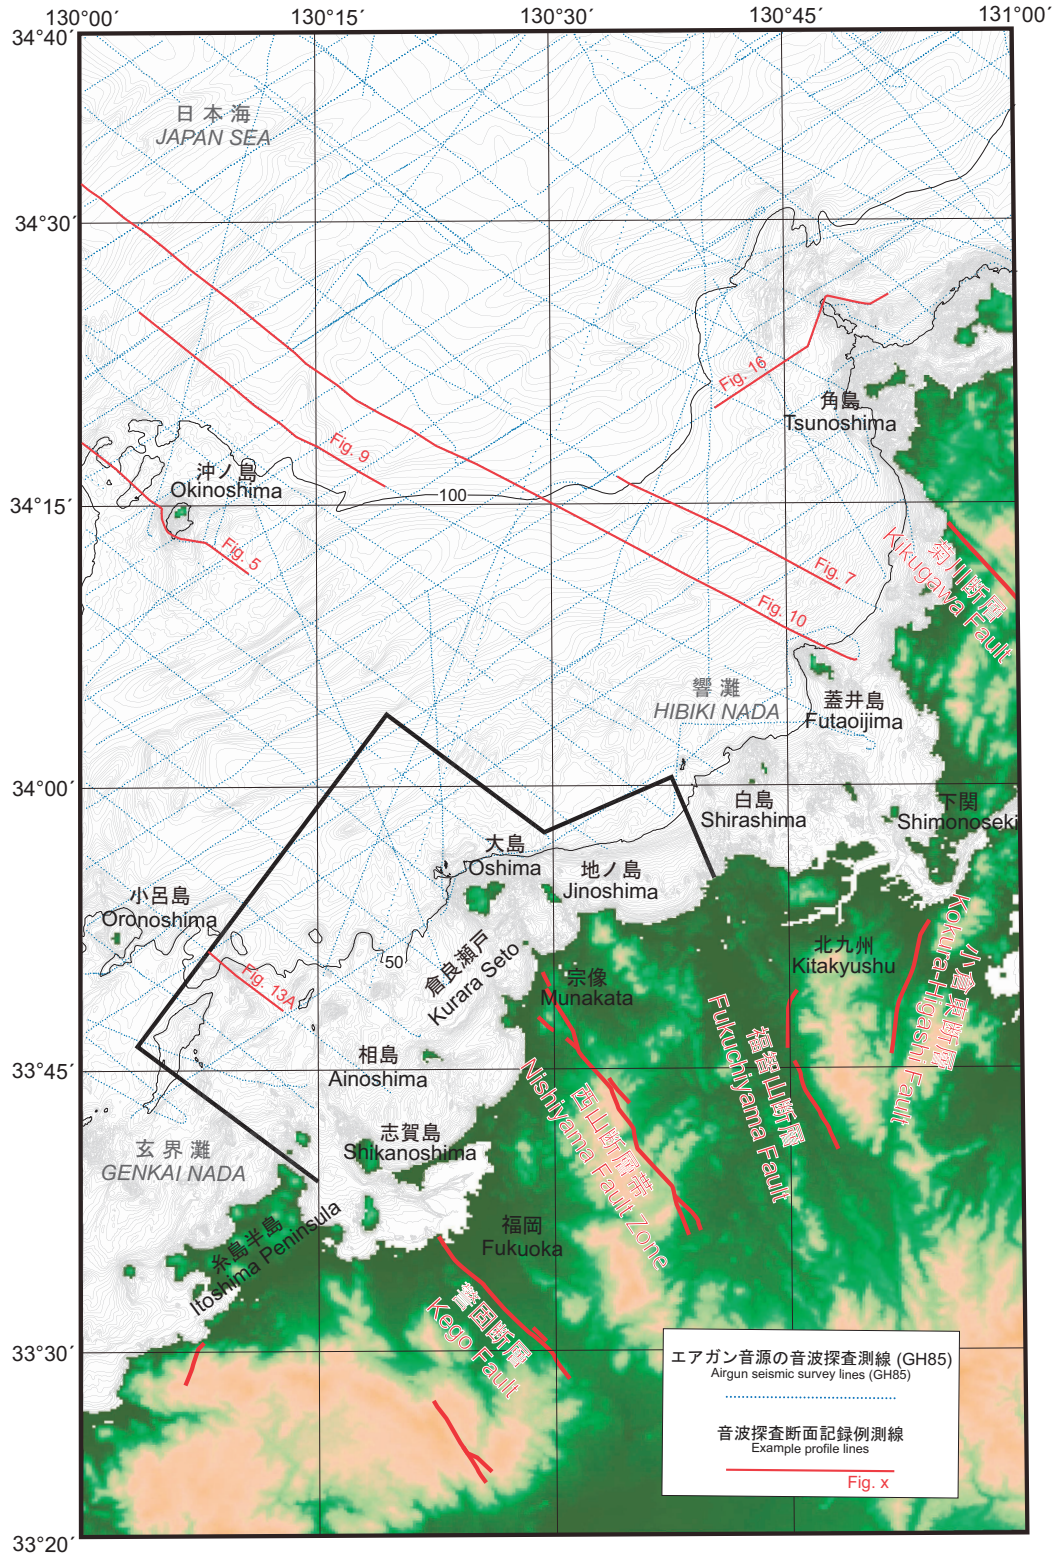 130°00′
130°15′
130°30′
130°45′
131°00′
34°40′
日本海
JAPAN SEA
34°30′
Fig. 16
角島
Tsunoshima
Fig. 9
沖ノ島
Okinoshima
100
34°15′
Fig. 5
Fig. 7
菊川断層
Kikugawa Fault
Fig. 10
響灘
HIBIKI NADA
蓋井島
Futaoijima
34°00′
白島
Shirashima
下関
Shimonoseki
大島
Oshima
地ノ島
Jinoshima
小呂島
Oronoshima
倉良瀬戸
Kurara Seto
50
Fig. 13A
宗像
Munakata
北九州
Kitakyushu
小倉東断層
Kokura-Higashi Fault
福智山断層
Fukuchiyama Fault
相島
Ainoshima
33°45′
西山断層帯
Nishiyama Fault Zone
志賀島
Shikanoshima
玄界灘
GENKAI NADA
糸島半島
Itoshima Peninsula
福岡
Fukuoka
警固断層
Kego Fault
33°30′
エアガン音源の音波探査測線 (GH85)
Airgun seismic survey lines (GH85)
音波探査断面記録例測線
Example profile lines
Fig. x
33°20′